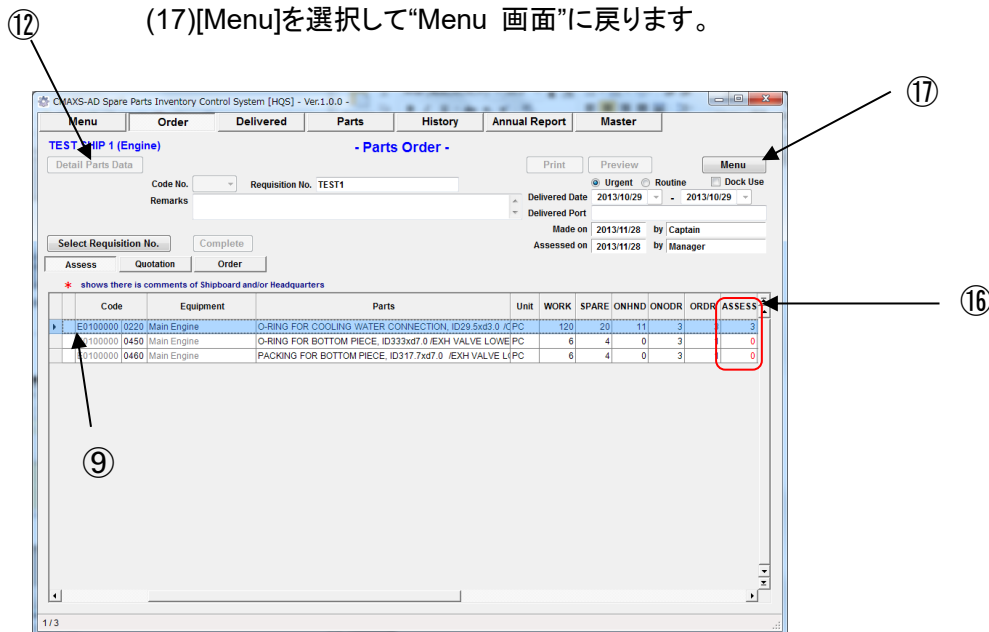 (17)[Menu]を選択して“Menu 画面”に戻ります。
⑫
⑰
CMAXS-AD Spare Parts Inventory Control System [HQS] - Ver.1.0.0 -
Menu Order Delivered Parts History Annual Report Master
TEST SHIP 1 (Engine) - Parts Order -
Detail Parts Data Print Preview Menu
Code No. Requisition No. TEST1 Urgent Routine Dock Use
Remarks Delivered Date 2013/10/29 - 2013/10/29
Delivered Port
Made on 2013/11/28 by Captain
Select Requisition No. Complete Assessed on 2013/11/28 by Manager
Assess Quotation Order
* shows there is comments of Shipboard and/or Headquarters
Code Equipment Parts Unit WORK SPARE ONHND ONODR ORDR ASSESS
E0100000 0220 Main Engine O-RING FOR COOLING WATER CONNECTION, ID29.5xd3.0 /C PC 120 20 11 3 3
E0100000 0450 Main Engine O-RING FOR BOTTOM PIECE, ID333xd7.0 /EXH VALVE LOWE PC 6 4 0 3 0
0100000 0460 Main Engine PACKING FOR BOTTOM PIECE, ID317.7xd7.0 /EXH VALVE L PC 6 4 0 3 0
⑯
⑨
1/3